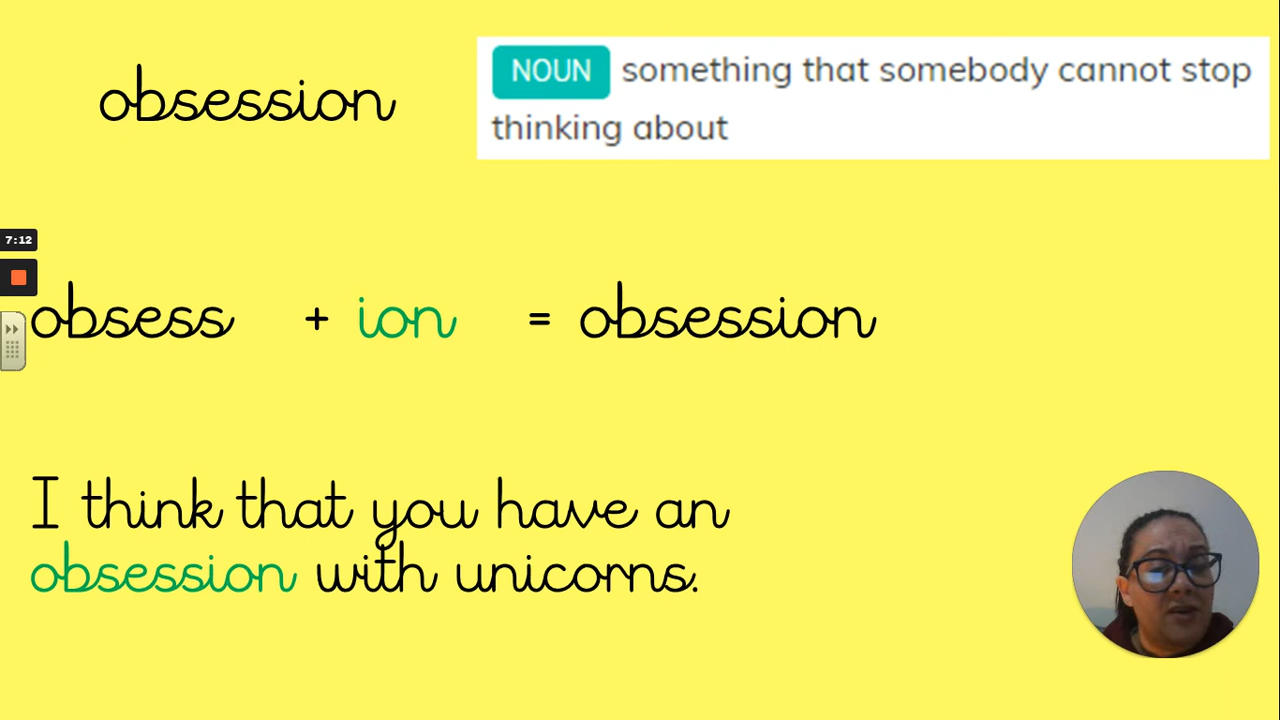 obsession
NOUN something that somebody cannot stop
thinking about
7:12
obsess + ion = obsession
I think that you have an
obsession with unicorns.